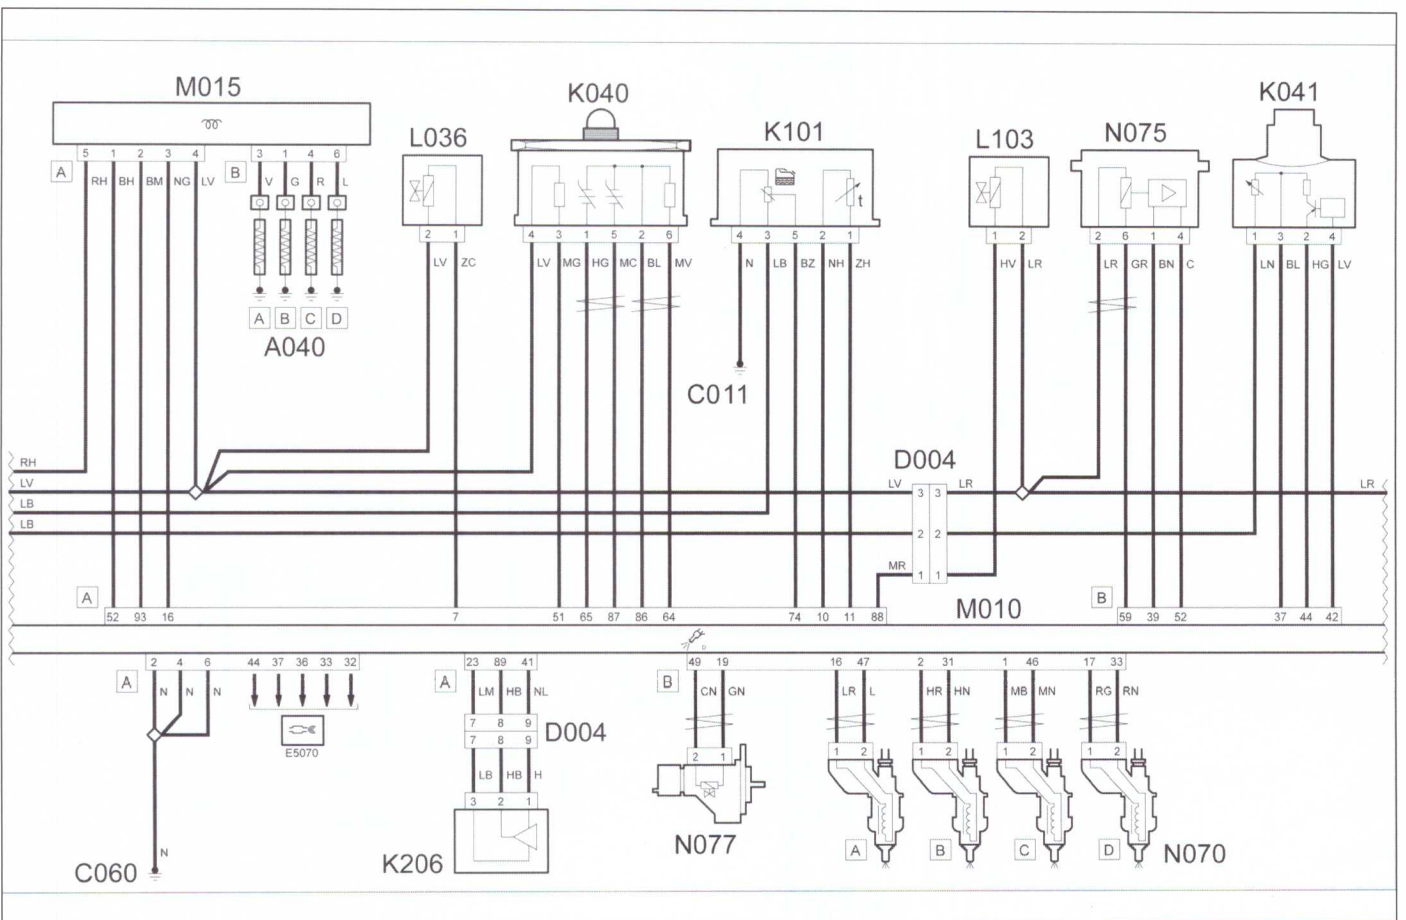 M015
K040
K041
L036
K101
L103
N075
A 5 1 2 3 4 B 3 1 4 6
RH BH BM NG LV V G R L
t
2 1
4 3 1 5 2 6
4 3 5 2 1
1 2
2 6 1 4
1 3 2 4
LV ZC
LV MG HG MC BL MV
N LB BZ NH ZH
HV LR
LR GR BN C
LN BL HG LV
A B C D
A040
C011
RH
D004
LV LV 3 3 LR LR
LB
LB 2 2
MR 1 1
A 52 93 16 7 51 65 87 86 64 74 10 11 88
M010
B 59 39 52 37 44 42
A 2 4 6 44 37 36 33 32
A 23 89 41
B 49 19
16 47 2 31 1 46 17 33
N N N
LM HB NL
CN GN
LR L HR HN MB MN RG RN
7 8 9
7 8 9
D004
E5070
2 1
1 2 1 2 1 2 1 2
LB HB H
3 2 1
N
C060
K206
N077
A B C D
N070